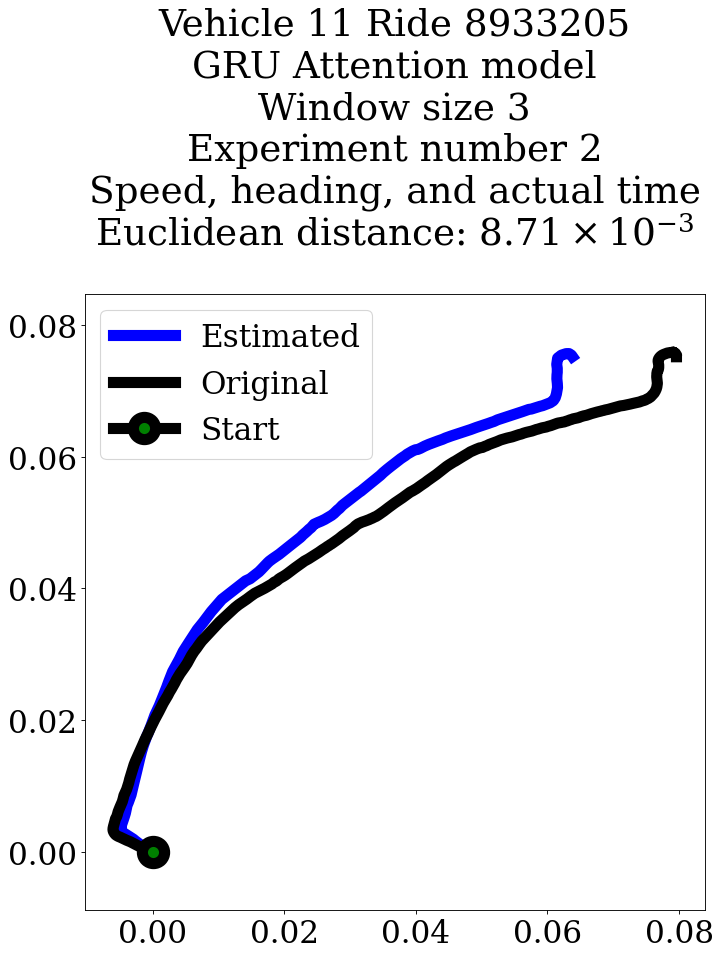 Vehicle 11 Ride 8933205
GRU Attention model
Window size 3
Experiment number 2
Speed, heading, and actual time
Euclidean distance: 8.71 × 10⁻³
0.08
0.06
0.04
0.02
0.00
Estimated
Original
Start
0.00 0.02 0.04 0.06 0.08